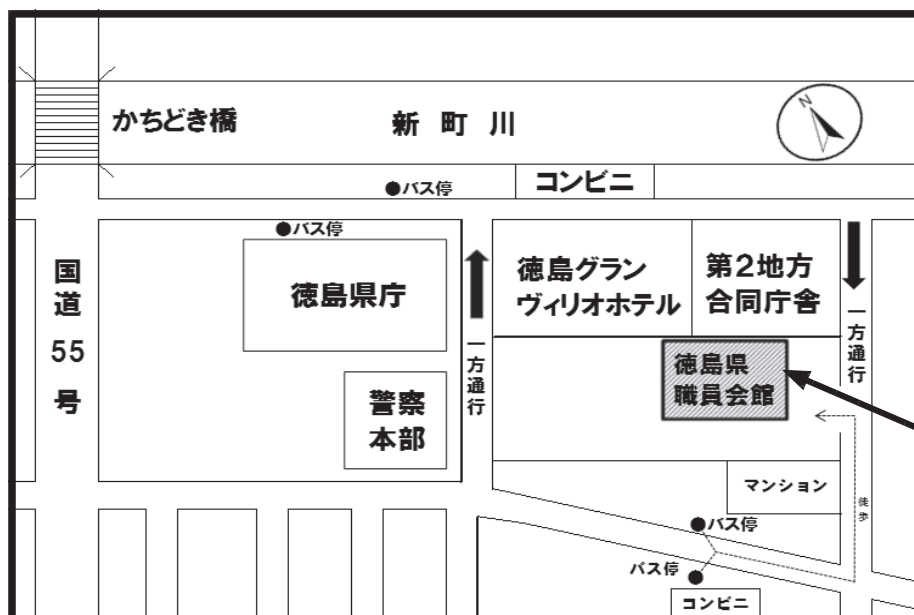 かちどき橋
新町川
N
バス停
コンビニ
バス停
国道55号
徳島県庁
徳島グラン
ヴィリオホテル
第2地方
合同庁舎
一方通行
一方通行
徳島県
職員会館
警察
本部
マンション
徒歩
バス停
バス停
コンビニ